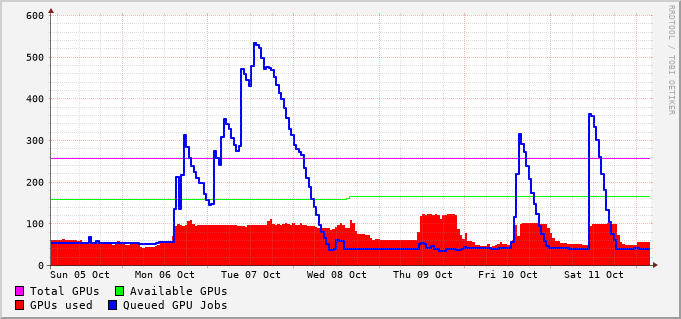 600
500
400
300
200
100
0
Sun 05 Oct Mon 06 Oct Tue 07 Oct Wed 08 Oct Thu 09 Oct Fri 10 Oct Sat 11 Oct
Total GPUs Available GPUs
GPUs used Queued GPU Jobs
RRDTOOL / TOBI OETIKER